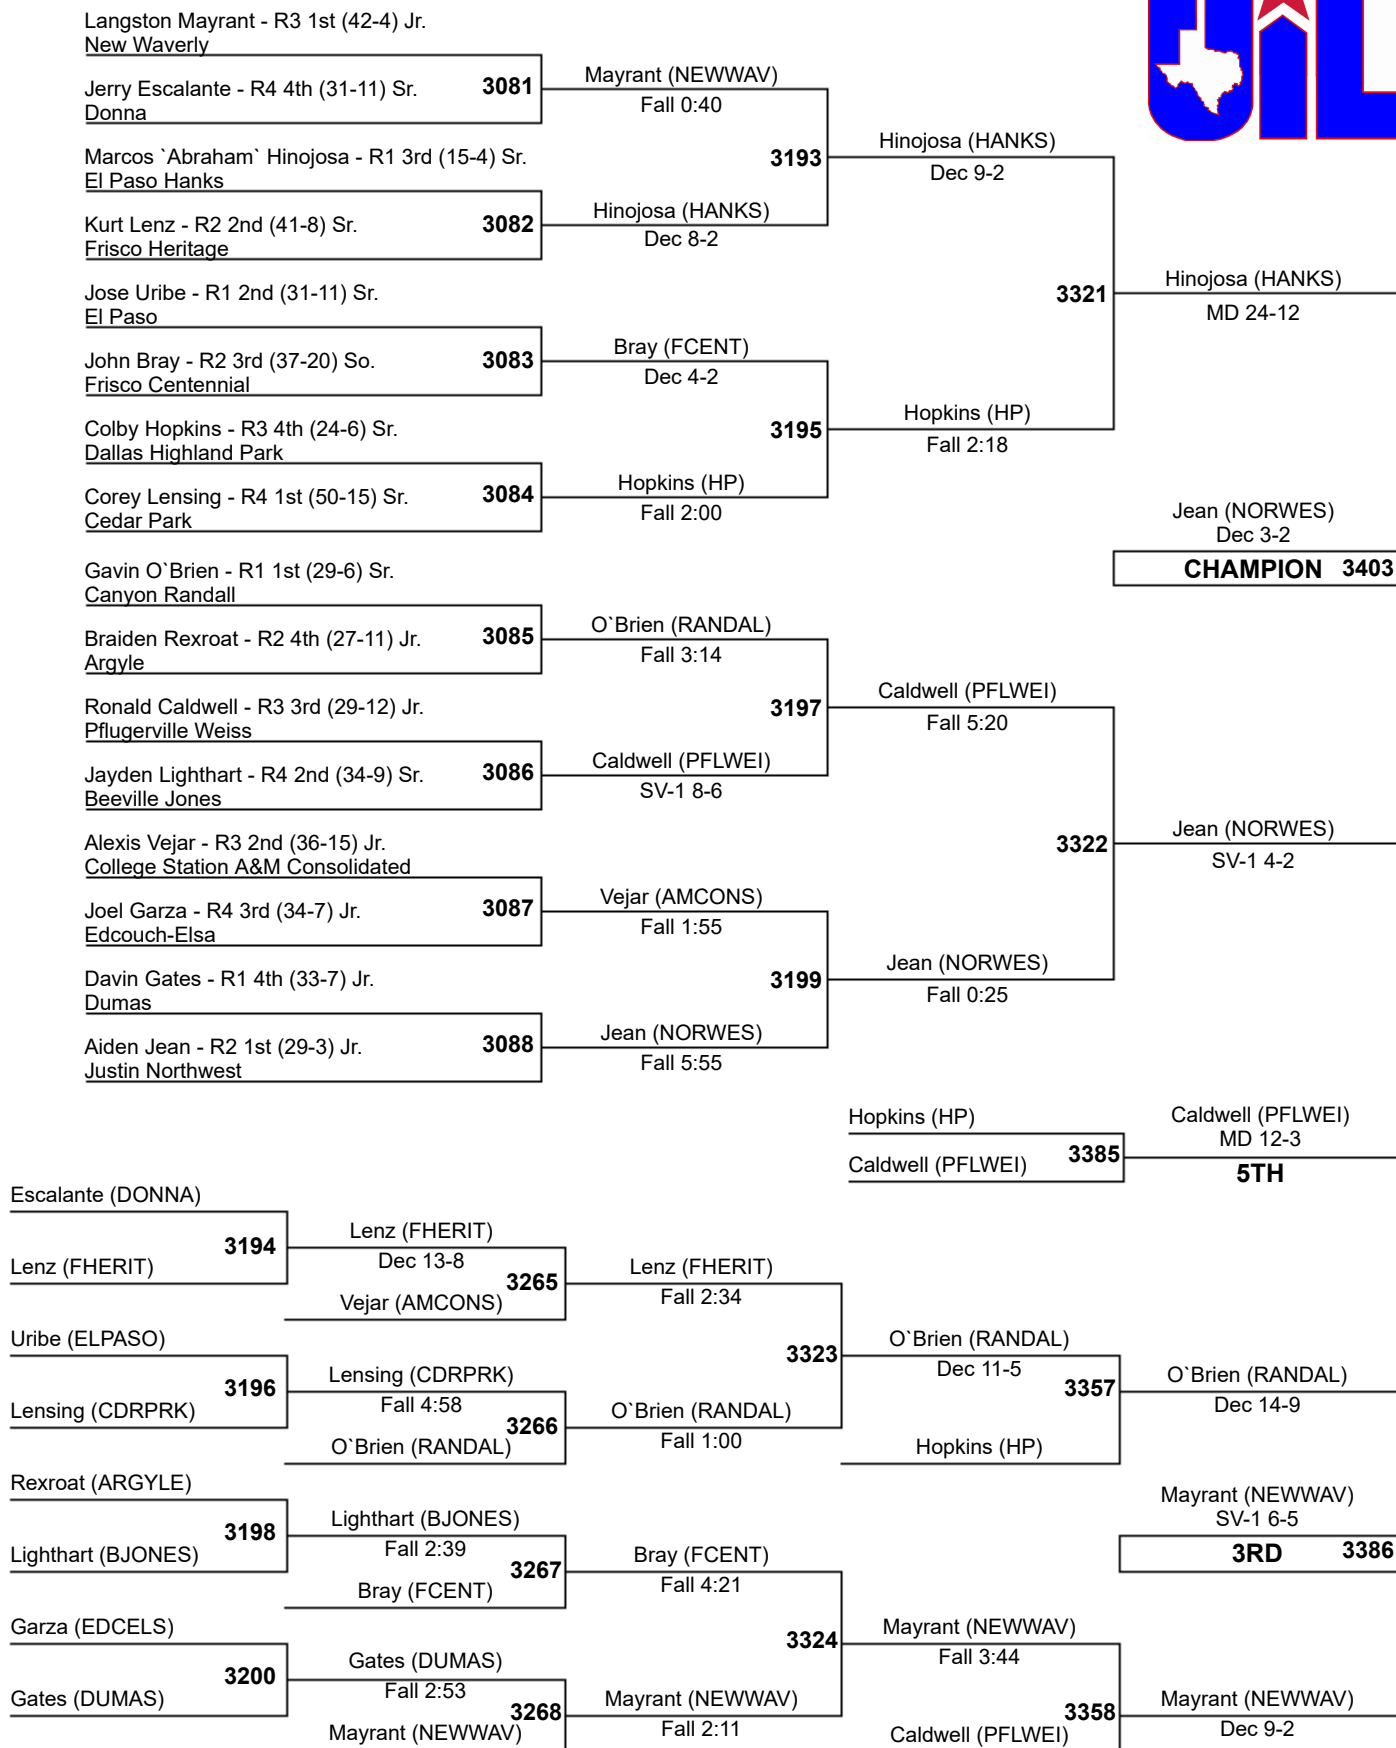 UIL
Langston Mayrant - R3 1st (42-4) Jr.
New Waverly
3081
Jerry Escalante - R4 4th (31-11) Sr.
Donna
Mayrant (NEWWAV)
Fall 0:40
Marcos `Abraham` Hinojosa - R1 3rd (15-4) Sr.
El Paso Hanks
3082
Kurt Lenz - R2 2nd (41-8) Sr.
Frisco Heritage
Hinojosa (HANKS)
Dec 8-2
3193
Hinojosa (HANKS)
Dec 9-2
Jose Uribe - R1 2nd (31-11) Sr.
El Paso
3083
John Bray - R2 3rd (37-20) So.
Frisco Centennial
Bray (FCENT)
Dec 4-2
Colby Hopkins - R3 4th (24-6) Sr.
Dallas Highland Park
3084
Corey Lensing - R4 1st (50-15) Sr.
Cedar Park
Hopkins (HP)
Fall 2:00
3195
Hopkins (HP)
Fall 2:18
3321
Hinojosa (HANKS)
MD 24-12
Jean (NORWES)
Dec 3-2
CHAMPION 3403
Gavin O`Brien - R1 1st (29-6) Sr.
Canyon Randall
3085
Braiden Rexroat - R2 4th (27-11) Jr.
Argyle
O`Brien (RANDAL)
Fall 3:14
Ronald Caldwell - R3 3rd (29-12) Jr.
Pflugerville Weiss
3086
Jayden Lighthart - R4 2nd (34-9) Sr.
Beeville Jones
Caldwell (PFLWEI)
SV-1 8-6
3197
Caldwell (PFLWEI)
Fall 5:20
Alexis Vejar - R3 2nd (36-15) Jr.
College Station A&M Consolidated
3087
Joel Garza - R4 3rd (34-7) Jr.
Edcouch-Elsa
Vejar (AMCONS)
Fall 1:55
Davin Gates - R1 4th (33-7) Jr.
Dumas
3088
Aiden Jean - R2 1st (29-3) Jr.
Justin Northwest
Jean (NORWES)
Fall 5:55
3199
Jean (NORWES)
Fall 0:25
3322
Jean (NORWES)
SV-1 4-2
Hopkins (HP)
3385
Caldwell (PFLWEI)
Caldwell (PFLWEI)
MD 12-3
5TH
Escalante (DONNA)
3194
Lenz (FHERIT)
Lenz (FHERIT)
Dec 13-8
3265
Vejar (AMCONS)
Lenz (FHERIT)
Fall 2:34
Uribe (ELPASO)
3196
Lensing (CDRPRK)
Lensing (CDRPRK)
Fall 4:58
3266
O`Brien (RANDAL)
O`Brien (RANDAL)
Fall 1:00
3323
O`Brien (RANDAL)
Dec 11-5
3357
Hopkins (HP)
O`Brien (RANDAL)
Dec 14-9
Mayrant (NEWWAV)
SV-1 6-5
3RD 3386
Rexroat (ARGYLE)
3198
Lighthart (BJONES)
Lighthart (BJONES)
Fall 2:39
3267
Bray (FCENT)
Bray (FCENT)
Fall 4:21
Garza (EDCELS)
3200
Gates (DUMAS)
Gates (DUMAS)
Fall 2:53
3268
Mayrant (NEWWAV)
Mayrant (NEWWAV)
Fall 2:11
3324
Mayrant (NEWWAV)
Fall 3:44
3358
Caldwell (PFLWEI)
Mayrant (NEWWAV)
Dec 9-2